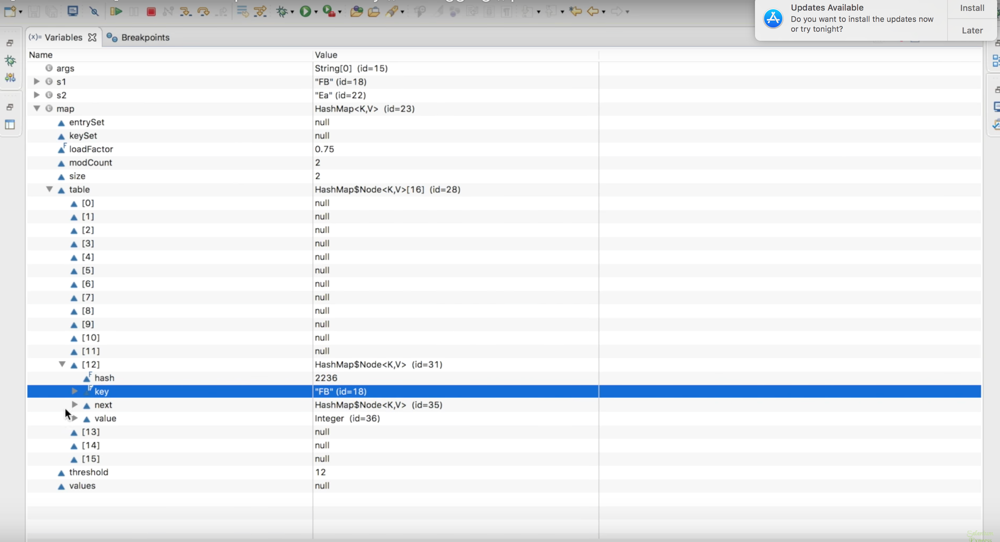 Updates Available
Do you want to install the updates now
or try tonight?
Install
Later
(x)= Variables
Breakpoints
Name Value
args String[0] (id=15)
s1 "FB" (id=18)
s2 "Ea" (id=22)
map HashMap<K,V> (id=23)
entrySet null
keySet null
F loadFactor 0.75
modCount 2
size 2
table HashMap$Node<K,V>[16] (id=28)
[0] null
[1] null
[2] null
[3] null
[4] null
[5] null
[6] null
[7] null
[8] null
[9] null
[10] null
[11] null
[12] HashMap$Node<K,V> (id=31)
F hash 2236
F key "FB" (id=18)
next HashMap$Node<K,V> (id=35)
value Integer (id=36)
[13] null
[14] null
[15] null
threshold 12
values null